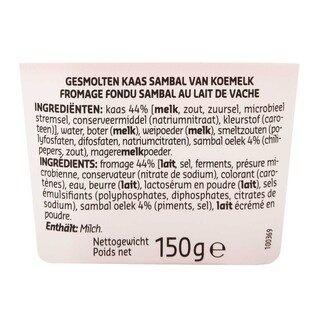 GESMOLTEN KAAS SAMBAL VAN KOEMELK
FROMAGE FONDU SAMBAL AU LAIT DE VACHE
INGREDIËNTEN: kaas 44% [melk, zout, zuursel, microbieel
stremsel, conserveermiddel (natriumnitraat), kleurstof (caro-
teen)], water, boter (melk), weipoeder (melk), smeltzouten (po-
lyfosfaten, difosfaten, natriumcitraten), sambal oelek 4% (chili-
pepers, zout), mageremelkpoeder.
INGRÉDIENTS: fromage 44% [lait, sel, ferments, présure mi-
crobienne, conservateur (nitrate de sodium), colorant (caro-
tènes)], eau, beurre (lait), lactosérum en poudre (lait), sels
émulsifiants (polyphosphates, diphosphates, citrates de
sodium), sambal oelek 4% (piments, sel), lait écrémé en
poudre.
Enthält: Milch.
Nettogewicht
Poids net
150g e
100369